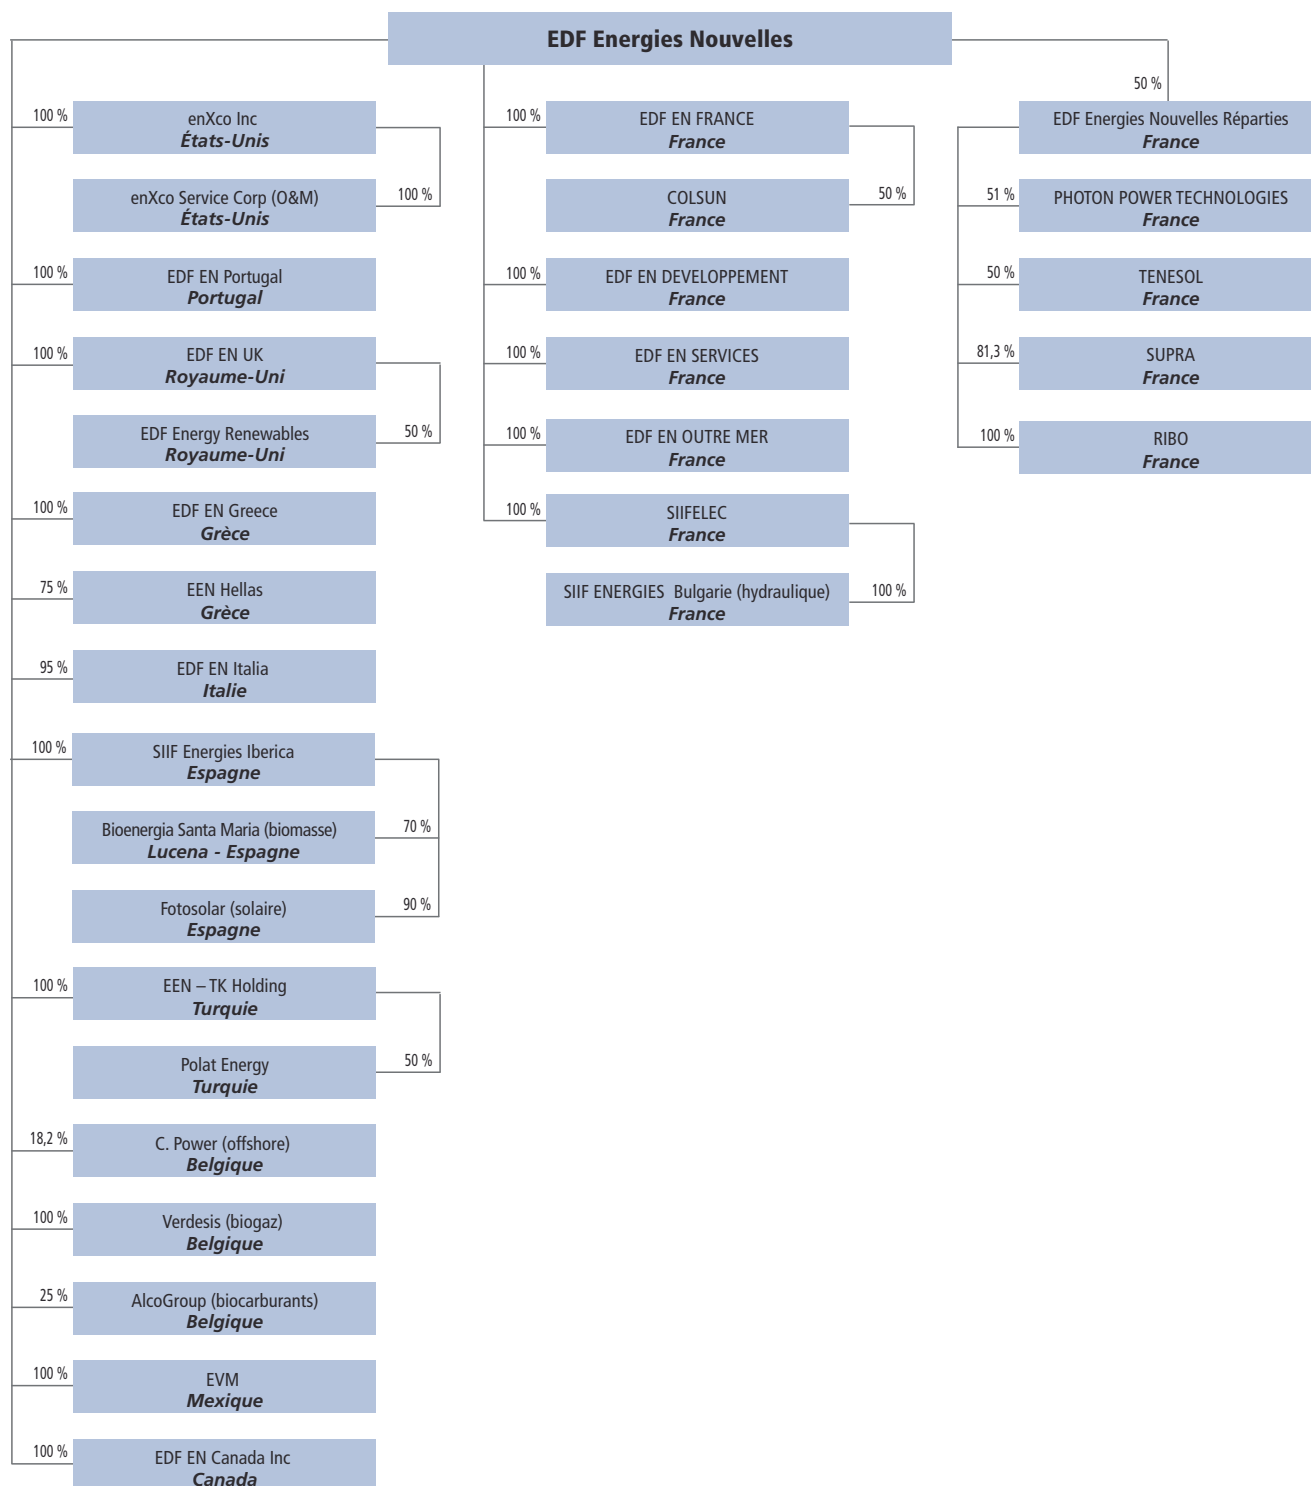 EDF Energies Nouvelles
100 %
enXco Inc
États-Unis
enXco Service Corp (O&M)
États-Unis
100 %
100 %
EDF EN Portugal
Portugal
100 %
EDF EN UK
Royaume-Uni
EDF Energy Renewables
Royaume-Uni
50 %
100 %
EDF EN Greece
Grèce
75 %
EEN Hellas
Grèce
95 %
EDF EN Italia
Italie
100 %
SIIF Energies Iberica
Espagne
Bioenergia Santa Maria (biomasse)
Lucena - Espagne
70 %
Fotosolar (solaire)
Espagne
90 %
100 %
EEN – TK Holding
Turquie
Polat Energy
Turquie
50 %
18,2 %
C. Power (offshore)
Belgique
100 %
Verdesis (biogaz)
Belgique
25 %
AlcoGroup (biocarburants)
Belgique
100 %
EVM
Mexique
100 %
EDF EN Canada Inc
Canada
100 %
EDF EN FRANCE
France
COLSUN
France
50 %
100 %
EDF EN DEVELOPPEMENT
France
100 %
EDF EN SERVICES
France
100 %
EDF EN OUTRE MER
France
100 %
SIIFELEC
France
SIIF ENERGIES Bulgarie (hydraulique)
France
100 %
50 %
EDF Energies Nouvelles Réparties
France
51 %
PHOTON POWER TECHNOLOGIES
France
50 %
TENESOL
France
81,3 %
SUPRA
France
100 %
RIBO
France